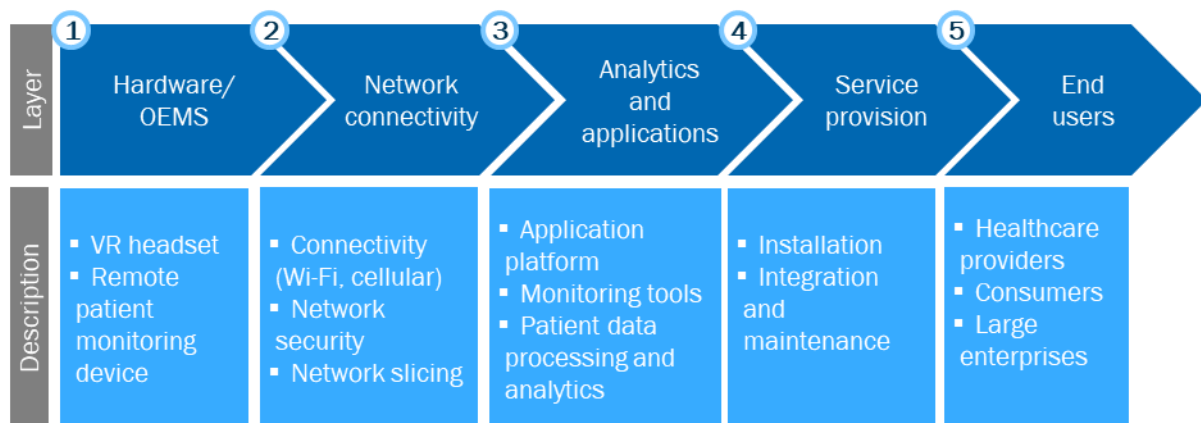 Layer
1
Hardware/
OEMS
2
Network
connectivity
3
Analytics
and
applications
4
Service
provision
5
End
users
Description
▪ VR headset
▪ Remote
patient
monitoring
device
▪ Connectivity
(Wi-Fi, cellular)
▪ Network
security
▪ Network slicing
▪ Application
platform
▪ Monitoring tools
▪ Patient data
processing and
analytics
▪ Installation
▪ Integration
and
maintenance
▪ Healthcare
providers
▪ Consumers
▪ Large
enterprises